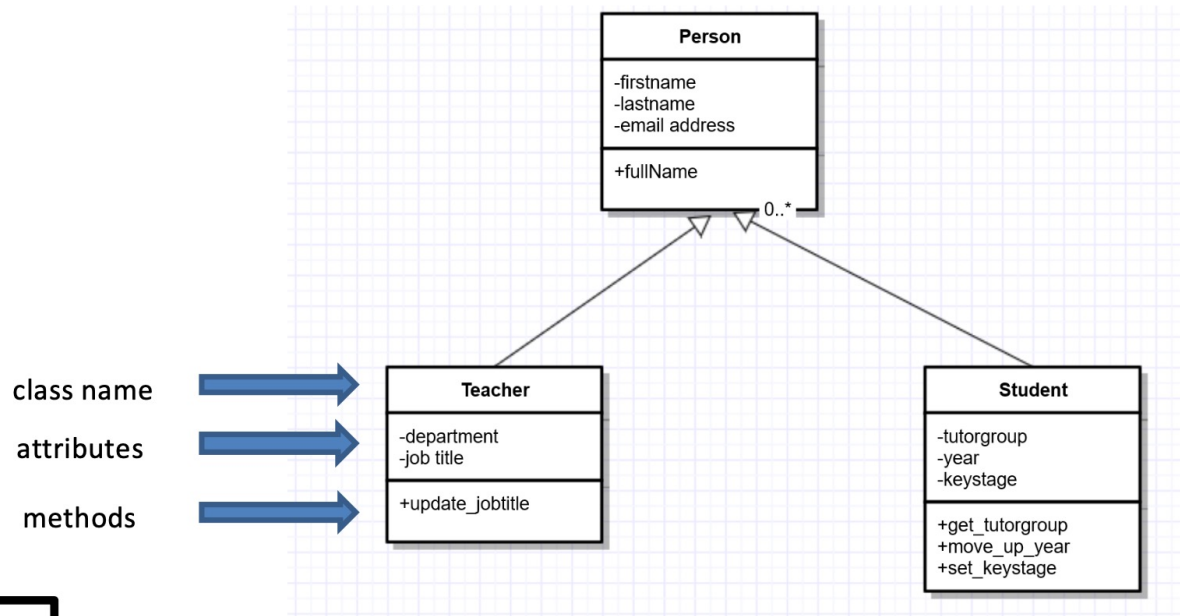 Person
-firstname
-lastname
-email address
+fullName
0..*
class name
attributes
methods
Teacher
-department
-job title
+update_jobtitle
Student
-tutorgroup
-year
-keystage
+get_tutorgroup
+move_up_year
+set_keystage